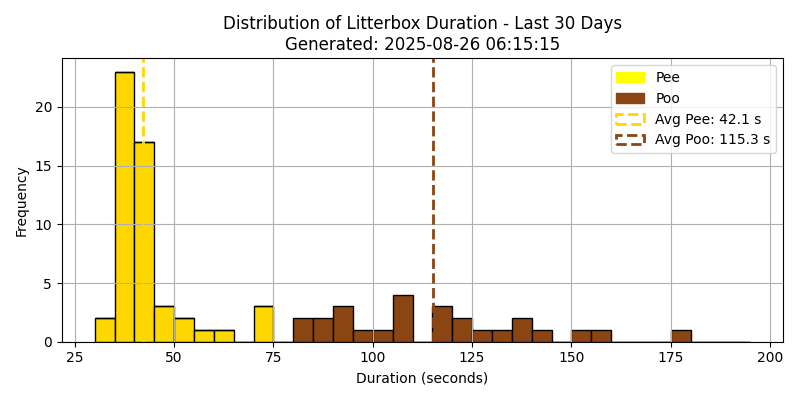 Distribution of Litterbox Duration - Last 30 Days
Generated: 2025-08-26 06:15:15
Pee
Poo
Avg Pee: 42.1 s
Avg Poo: 115.3 s
Frequency
20
15
10
5
0
25 50 75 100 125 150 175 200
Duration (seconds)